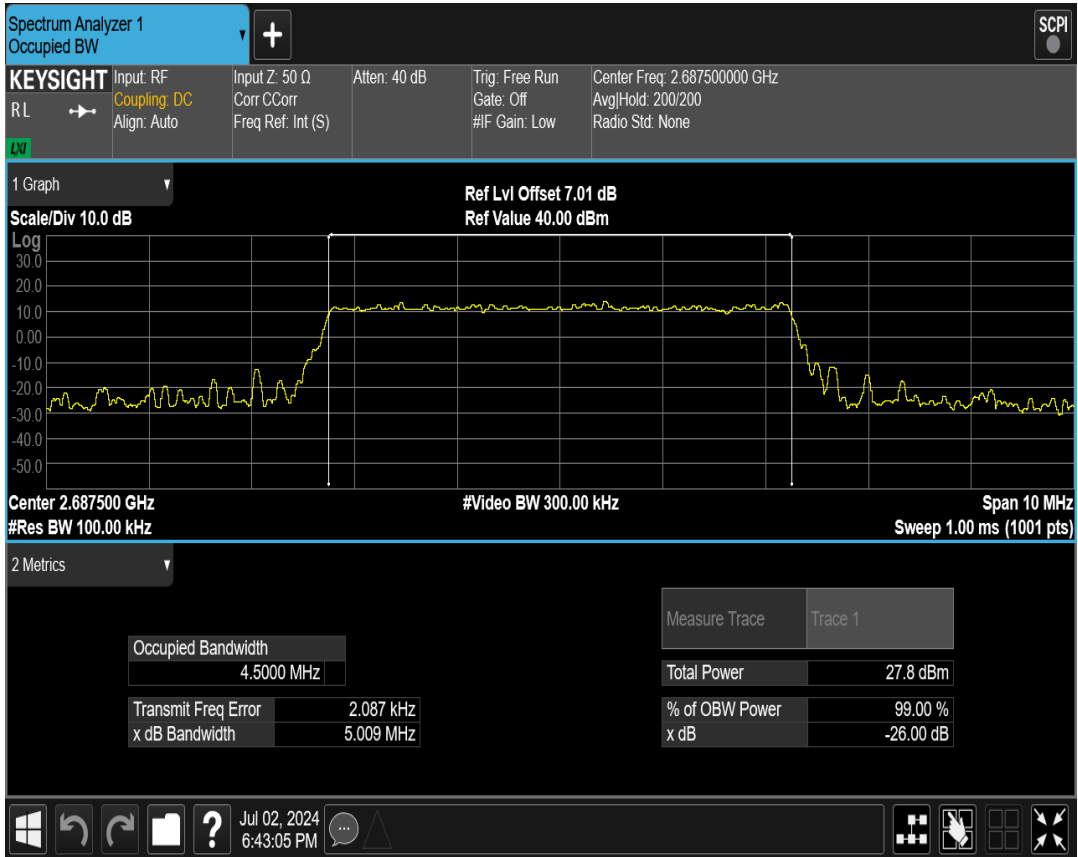 Spectrum Analyzer 1
Occupied BW
+
SCPI
KEYSIGHT
R L
LXI
Input: RF
Coupling: DC
Align: Auto
Input Z: 50 Ω
Corr CCorr
Freq Ref: Int (S)
Atten: 40 dB
Trig: Free Run
Gate: Off
#IF Gain: Low
Center Freq: 2.687500000 GHz
Avg|Hold: 200/200
Radio Std: None
1 Graph
Ref Lvl Offset 7.01 dB
Scale/Div 10.0 dB
Ref Value 40.00 dBm
Log
30.0
20.0
10.0
0.00
-10.0
-20.0
-30.0
-40.0
-50.0
Center 2.687500 GHz
#Video BW 300.00 kHz
Span 10 MHz
#Res BW 100.00 kHz
Sweep 1.00 ms (1001 pts)
2 Metrics
Measure Trace
Trace 1
Occupied Bandwidth
4.5000 MHz
Total Power
27.8 dBm
Transmit Freq Error
2.087 kHz
% of OBW Power
99.00 %
x dB Bandwidth
5.009 MHz
x dB
-26.00 dB
?
Jul 02, 2024
6:43:05 PM